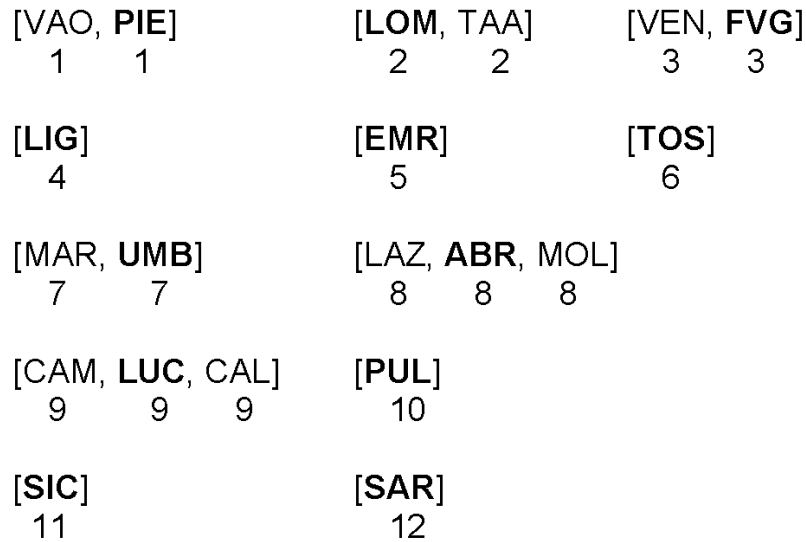 [VAO, PIE] [LOM, TAA] [VEN, FVG]
1 1 2 2 3 3
[LIG] [EMR] [TOS]
4 5 6
[MAR, UMB] [LAZ, ABR, MOL]
7 7 8 8 8
[CAM, LUC, CAL] [PUL]
9 9 9 10
[SIC] [SAR]
11 12